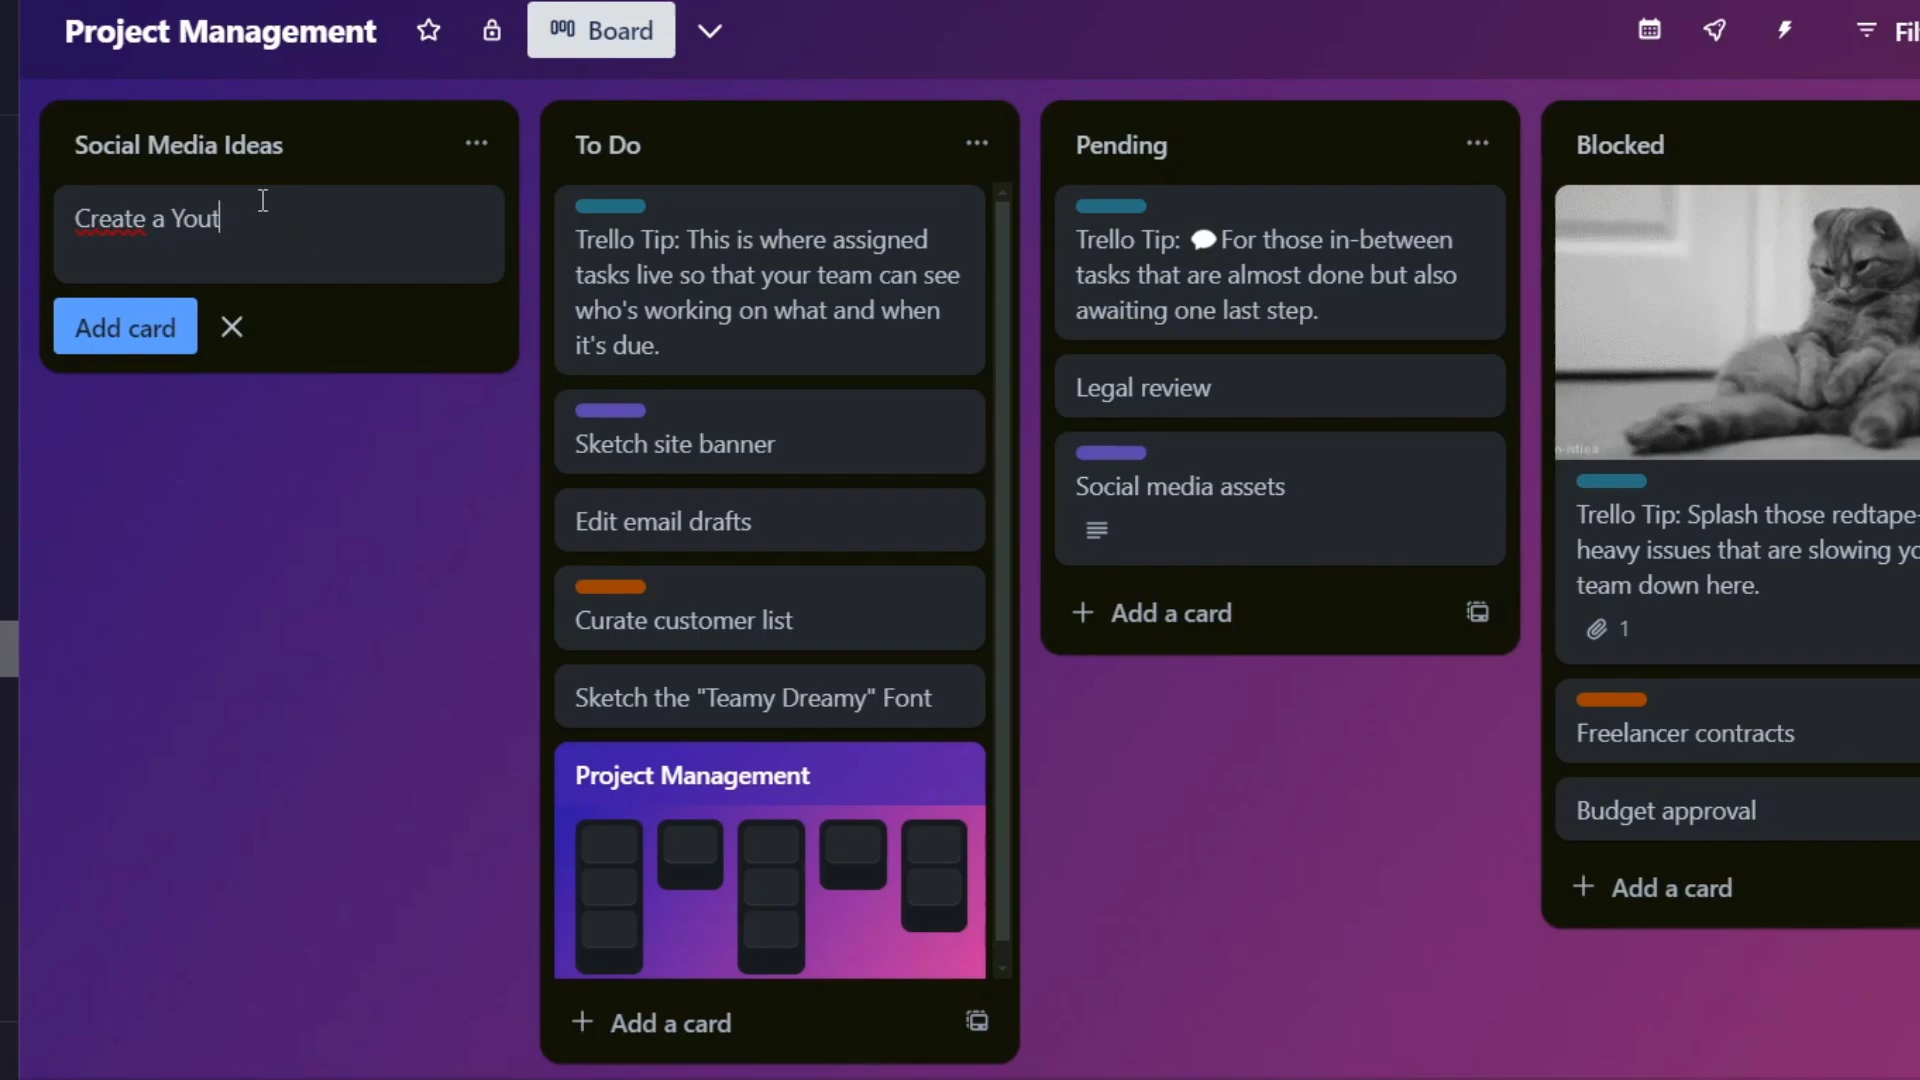 Project Management
Board
Social Media Ideas
Create a Yout
Add card
To Do
Trello Tip: This is where assigned
tasks live so that your team can see
who's working on what and when
it's due.
Sketch site banner
Edit email drafts
Curate customer list
Sketch the "Teamy Dreamy" Font
Project Management
Add a card
Pending
Trello Tip: 💬For those in-between
tasks that are almost done but also
awaiting one last step.
Legal review
Social media assets
Add a card
Blocked
Trello Tip: Splash those redtape-
heavy issues that are slowing yo
team down here.
1
Freelancer contracts
Budget approval
Add a card